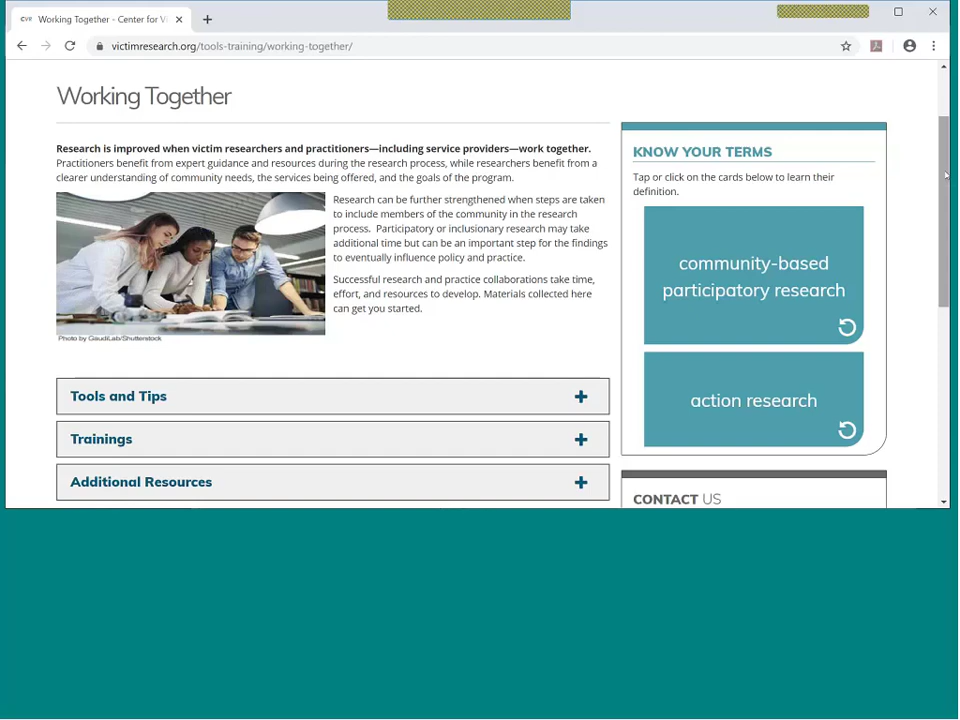 Working Together - Center for Vi
victimresearch.org/tools-training/working-together/
Working Together
Research is improved when victim researchers and practitioners—including service providers—work together.
Practitioners benefit from expert guidance and resources during the research process, while researchers benefit from a
clearer understanding of community needs, the services being offered, and the goals of the program.
Research can be further strengthened when steps are taken
to include members of the community in the research
process. Participatory or inclusionary research may take
additional time but can be an important step for the findings
to eventually influence policy and practice.
Successful research and practice collaborations take time,
effort, and resources to develop. Materials collected here
can get you started.
Photo by GaudiLab/Shutterstock
Tools and Tips
Trainings
Additional Resources
KNOW YOUR TERMS
Tap or click on the cards below to learn their
definition.
community-based
participatory research
action research
CONTACT US